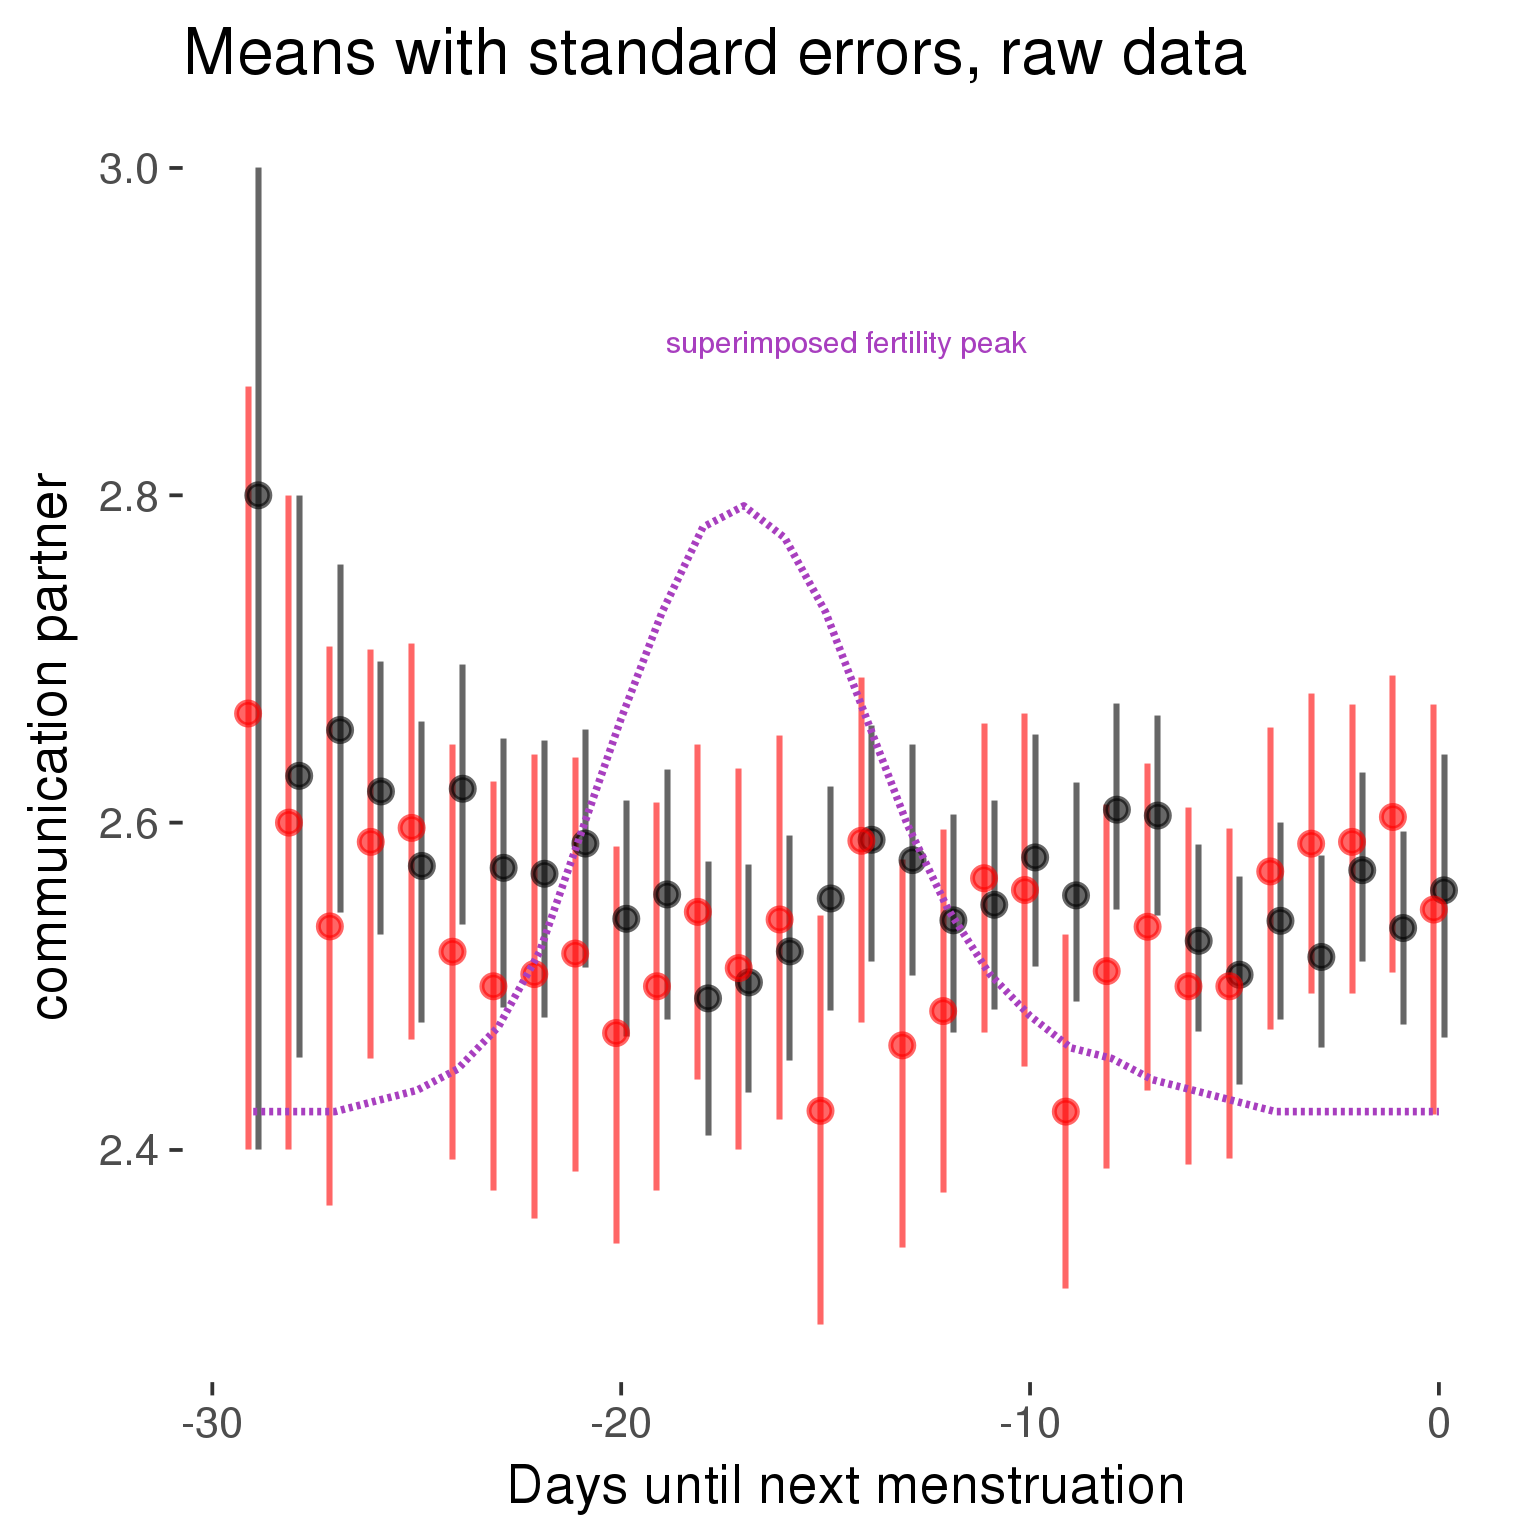 Means with standard errors, raw data
communication partner
3.0
2.8
2.6
2.4
superimposed fertility peak
-30
-20
-10
0
Days until next menstruation